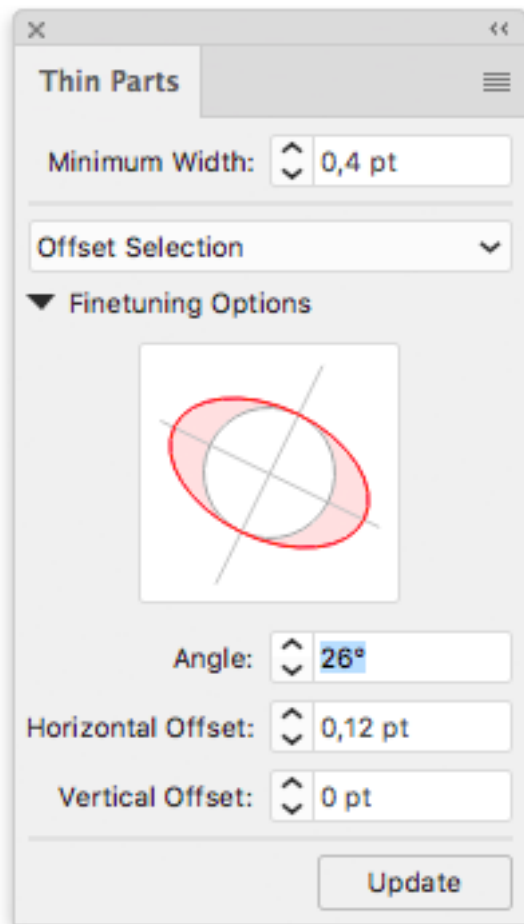 Thin Parts
Minimum Width: 0,4 pt
Offset Selection
Finetuning Options
Angle: 26°
Horizontal Offset: 0,12 pt
Vertical Offset: 0 pt
Update